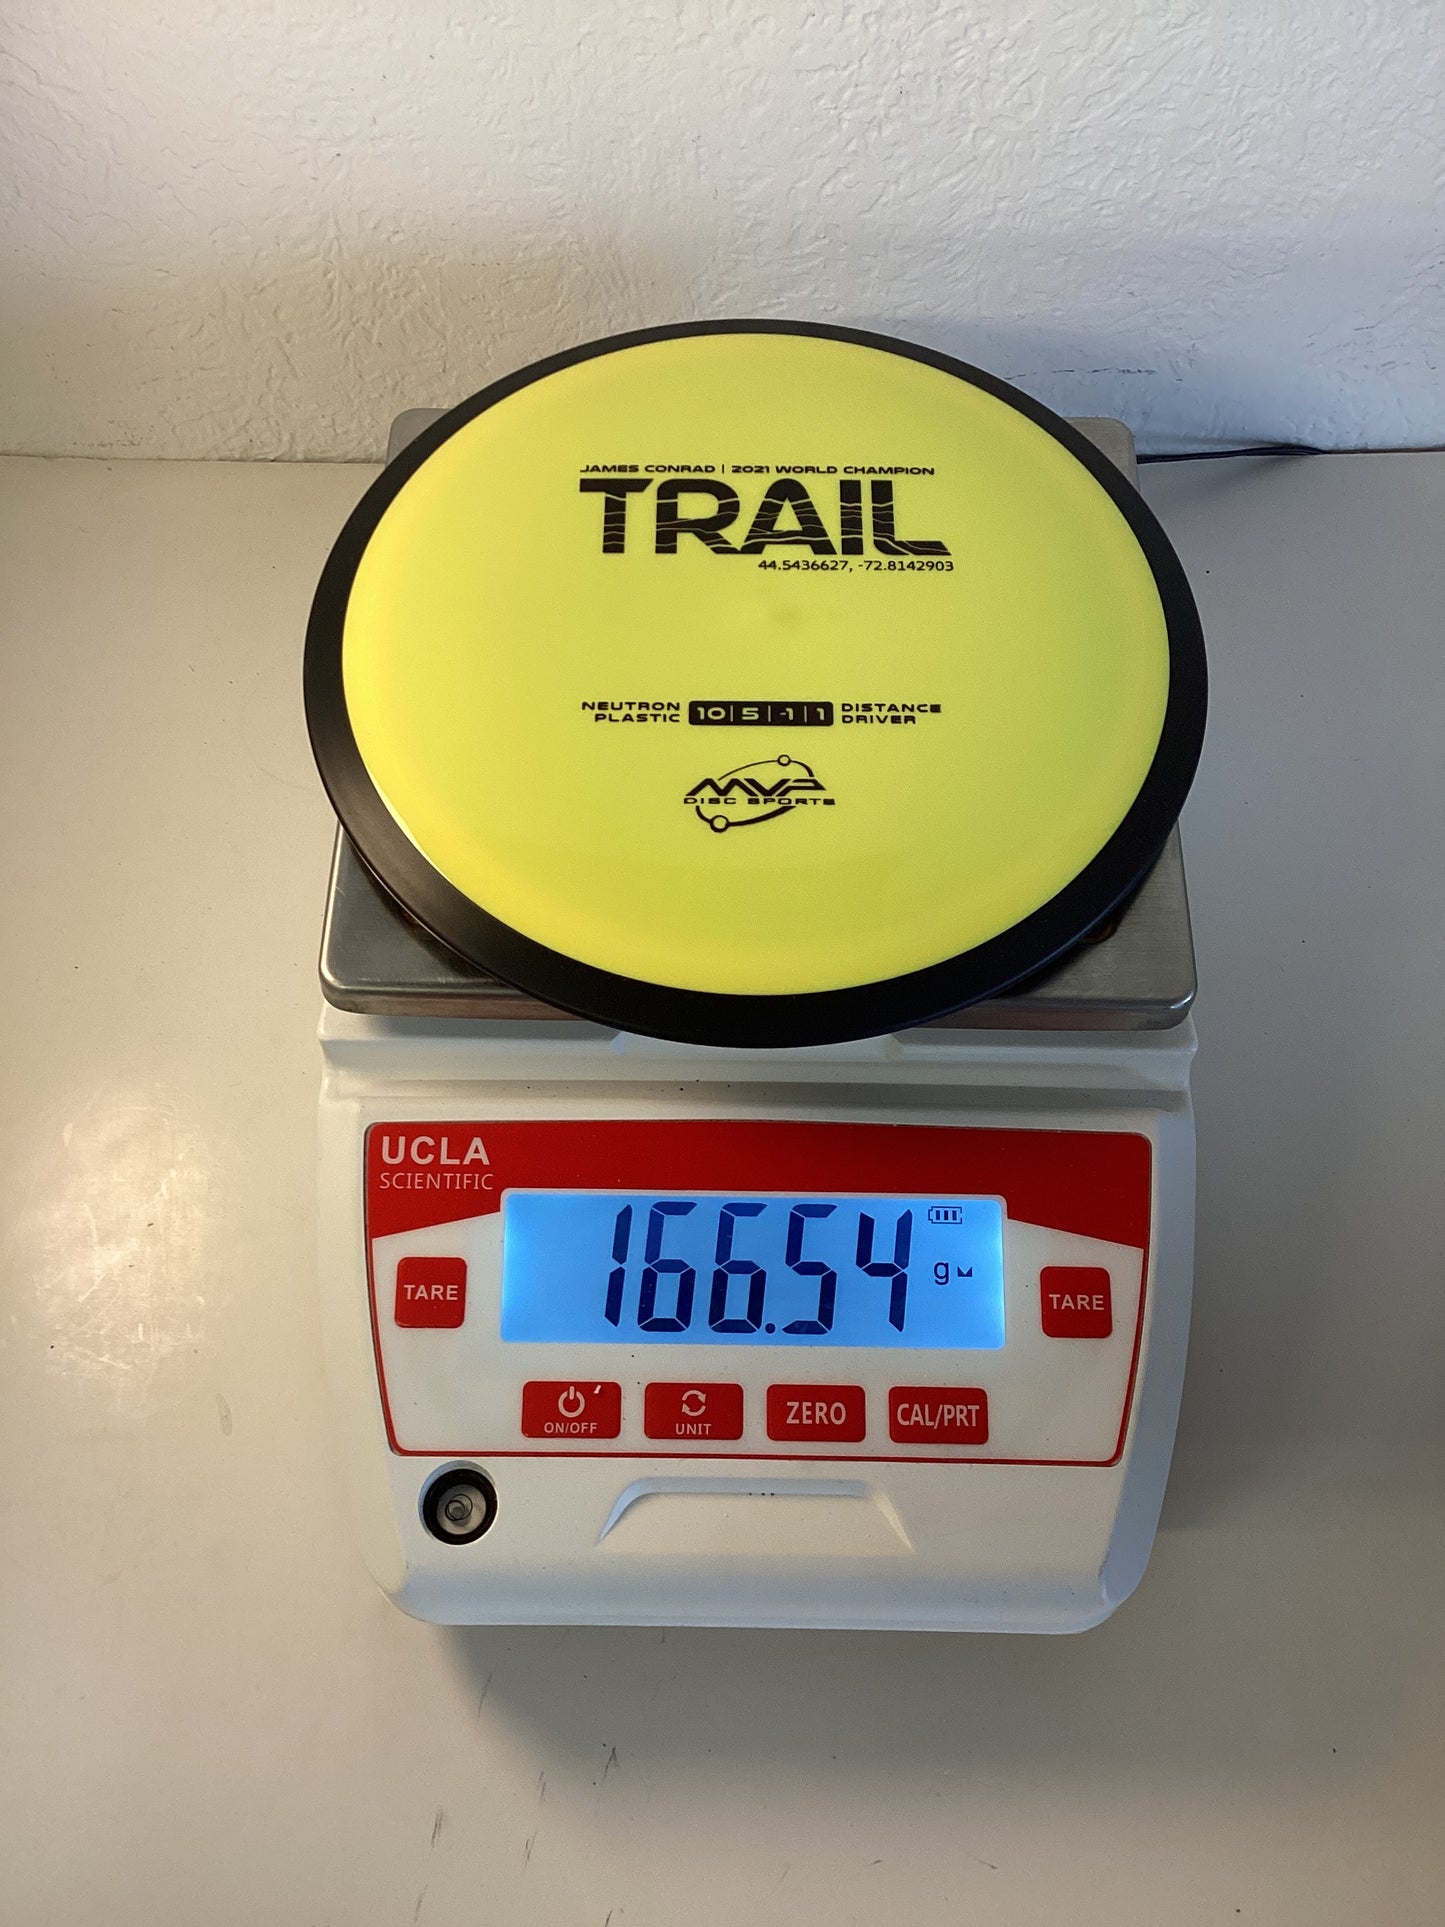 JAMES CONRAD | 2021 WORLD CHAMPION
TRAIL
44.5436627, -72.8142903
NEUTRON PLASTIC 10|5|-1|1 DISTANCE DRIVER
MVP
DISC SPORTS
UCLA
SCIENTIFIC
166.54 g
TARE
TARE
ON/OFF
UNIT
ZERO
CAL/PRT